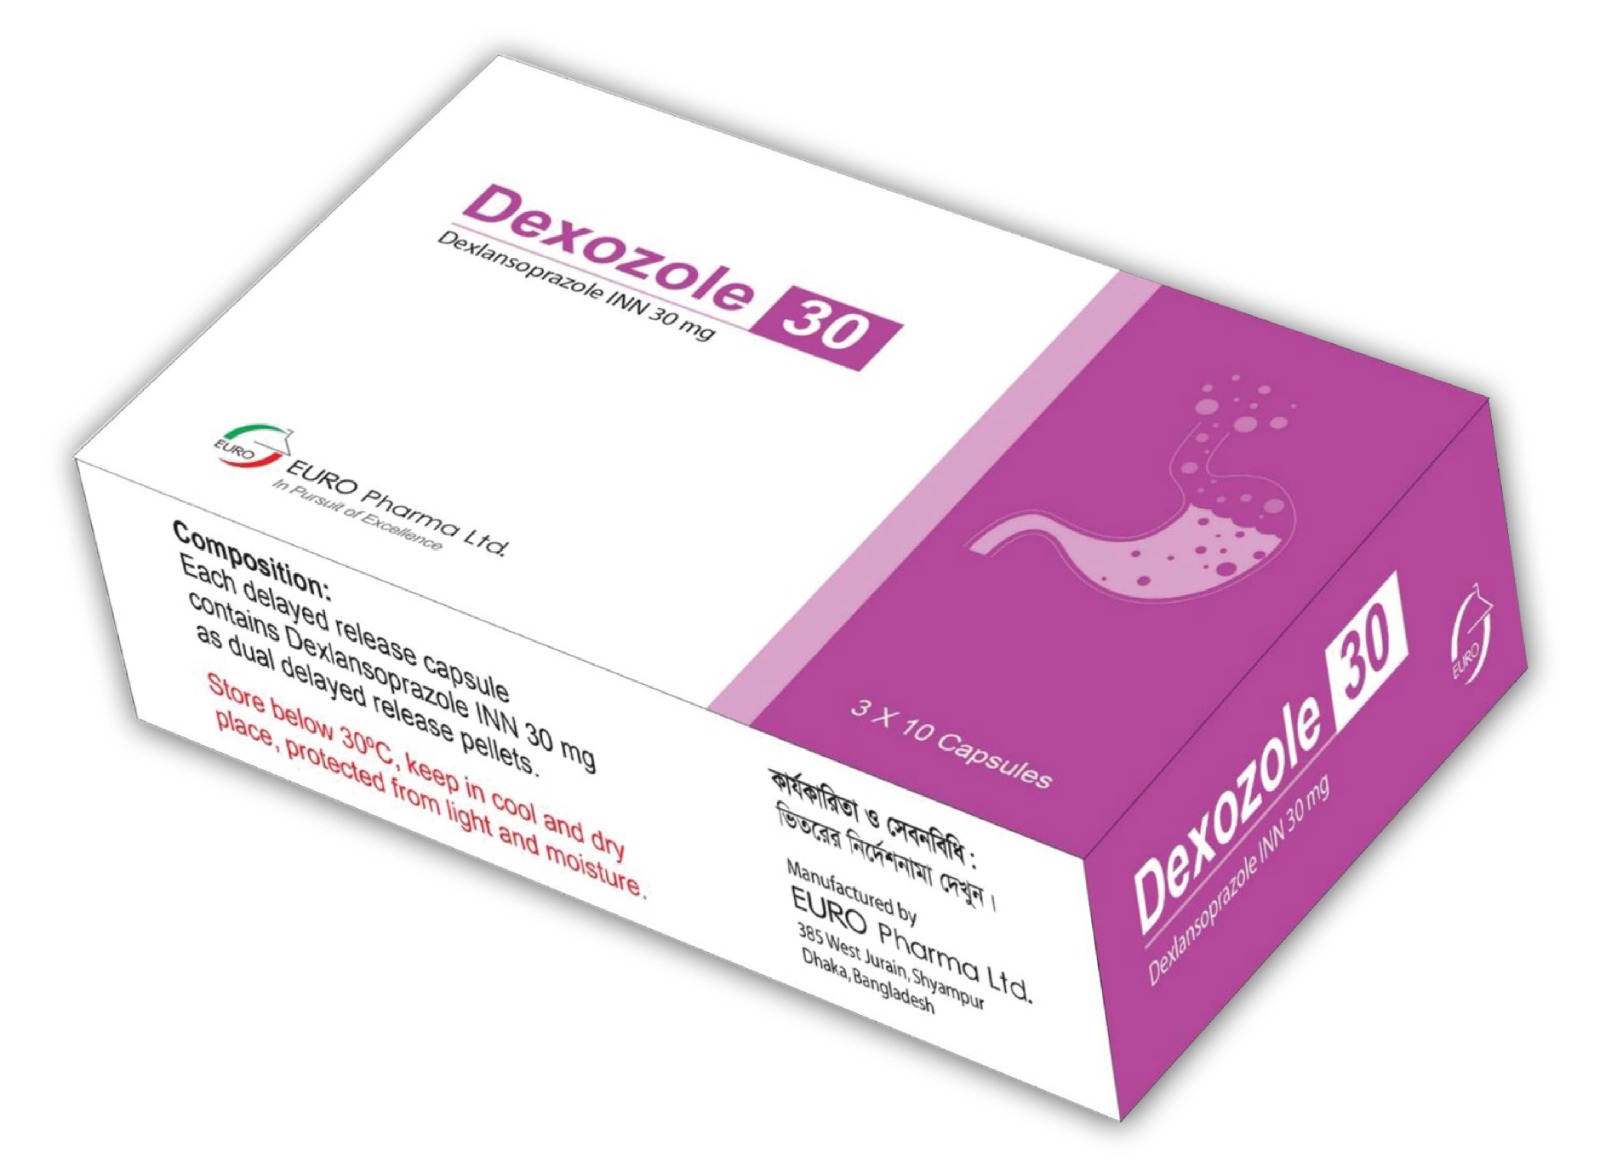 Dexozole 30
Dexlansoprazole INN 30 mg
EURO
EURO Pharma Ltd.
In Pursuit of Excellence
3 X 10 Capsules
Composition:
Each delayed release capsule
contains Dexlansoprazole INN 30 mg
as dual delayed release pellets.
Store below 30ºC, keep in cool and dry
place, protected from light and moisture.
কার্যকারিতা ও সেবনবিধি :
ভিতরের নির্দেশনামা দেখুন।
Manufactured by
EURO Pharma Ltd.
385 West Jurain, Shyampur
Dhaka, Bangladesh
Dexozole 30
Dexlansoprazole INN 30 mg
EURO